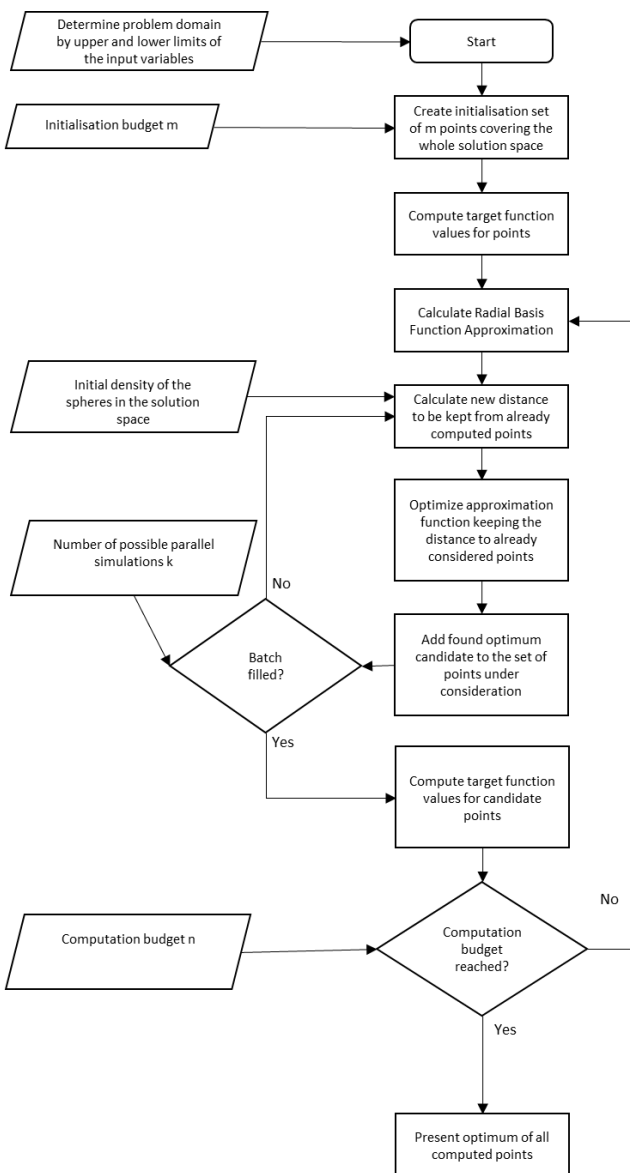 Determine problem domain
by upper and lower limits of
the input variables
Start
Initialisation budget m
Create initialisation set
of m points covering the
whole solution space
Compute target function
values for points
Calculate Radial Basis
Function Approximation
Initial density of the
spheres in the solution
space
Calculate new distance
to be kept from already
computed points
Optimize approximation
function keeping the
distance to already
considered points
Number of possible parallel
simulations k
No
Batch
filled?
Add found optimum
candidate to the set of
points under
consideration
Yes
Compute target function
values for candidate
points
No
Computation budget n
Computation
budget
reached?
Yes
Present optimum of all
computed points